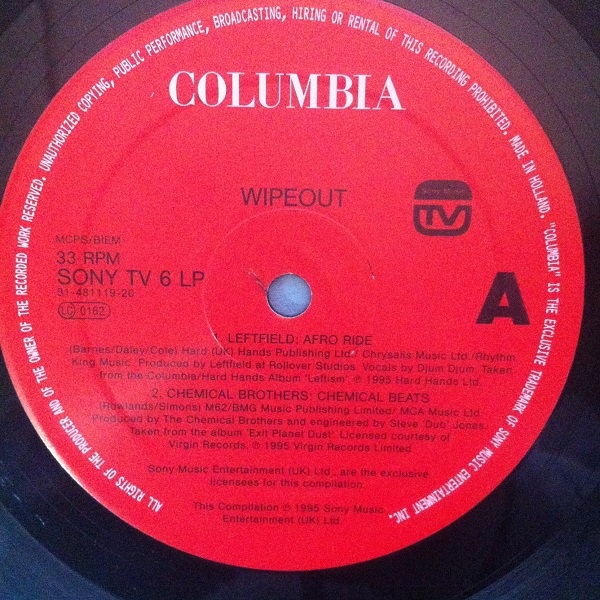 UNAUTHORIZED COPYING, PUBLIC PERFORMANCE, BROADCASTING, HIRING OR RENTAL OF THIS RECORDING PROHIBITED. MADE IN HOLLAND. "COLUMBIA" IS THE EXCLUSIVE TRADEMARK OF SONY MUSIC ENTERTAINMENT INC.
ALL RIGHTS OF THE PRODUCER AND OF THE OWNER OF THE RECORDED WORK RESERVED.
COLUMBIA
WIPEOUT
Sony Music
TV
MCPS/BIEM
33 RPM
SONY TV 6 LP
31-481119-20
LC 0162
A
1. LEFTFIELD: AFRO RIDE
(Barnes/Daley/Cole) Hard (UK) Hands Publishing Ltd./ Chrysalis Music Ltd./Rhythm
King Music. Produced by Leftfield at Rollover Studios. Vocals by Djum Djum. Taken
from the Columbia/Hard Hands Album 'Leftism' ℗ 1995 Hard Hands Ltd.
2. CHEMICAL BROTHERS: CHEMICAL BEATS
(Rowlands/Simons) M62/BMG Music Publishing Limited/ MCA Music Ltd.
Produced by The Chemical Brothers and engineered by Steve 'Dub' Jones.
Taken from the album 'Exit Planet Dust'. Licensed courtesy of
Virgin Records. ℗ 1995 Virgin Records Limited
Sony Music Entertainment (UK) Ltd., are the exclusive
licensees for this compilation.
This Compilation ℗ 1995 Sony Music
Entertainment (UK) Ltd.